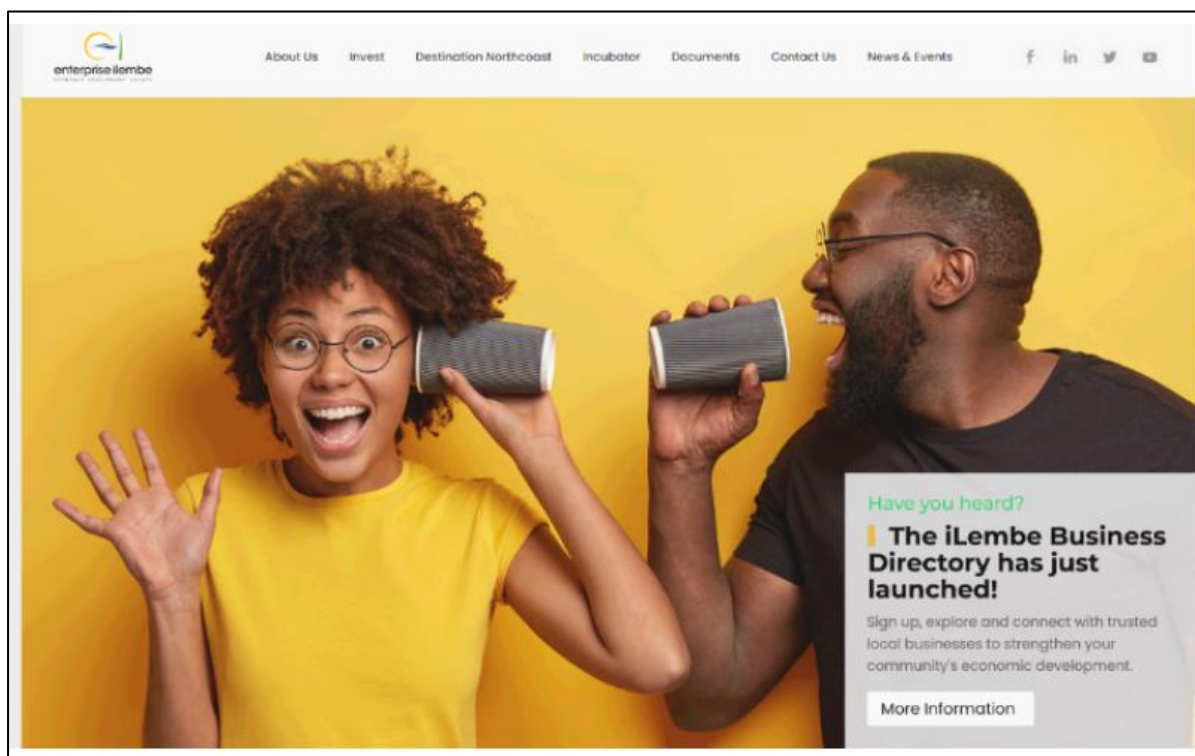 enterprise ilembe
About Us Invest Destination Northcoast Incubator Documents Contact Us News & Events
Have you heard?
The iLembe Business
Directory has just
launched!
Sign up, explore and connect with trusted
local businesses to strengthen your
community's economic development.
More Information